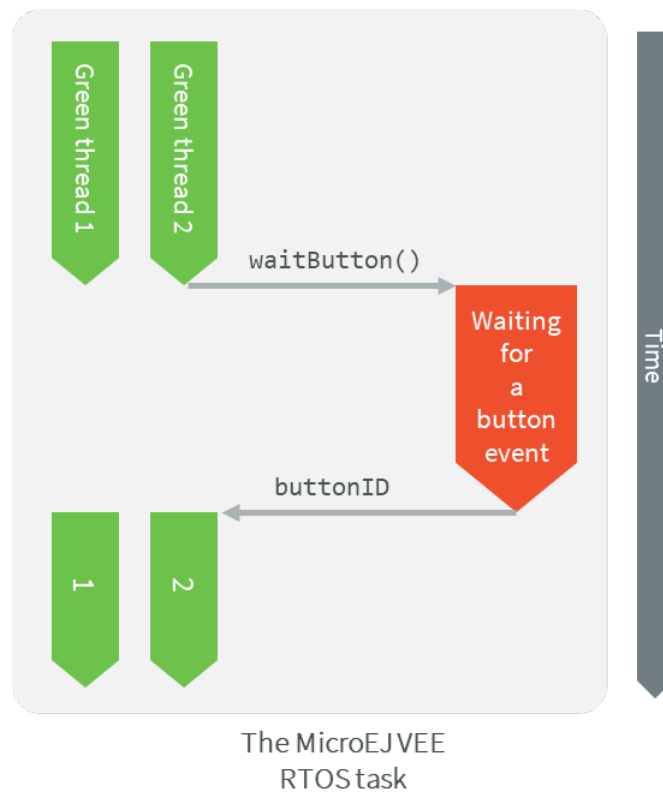 Green thread 1
Green thread 2
waitButton()
Waiting
for
a
button
event
Time
buttonID
1
2
The MicroEJ VEE
RTOS task